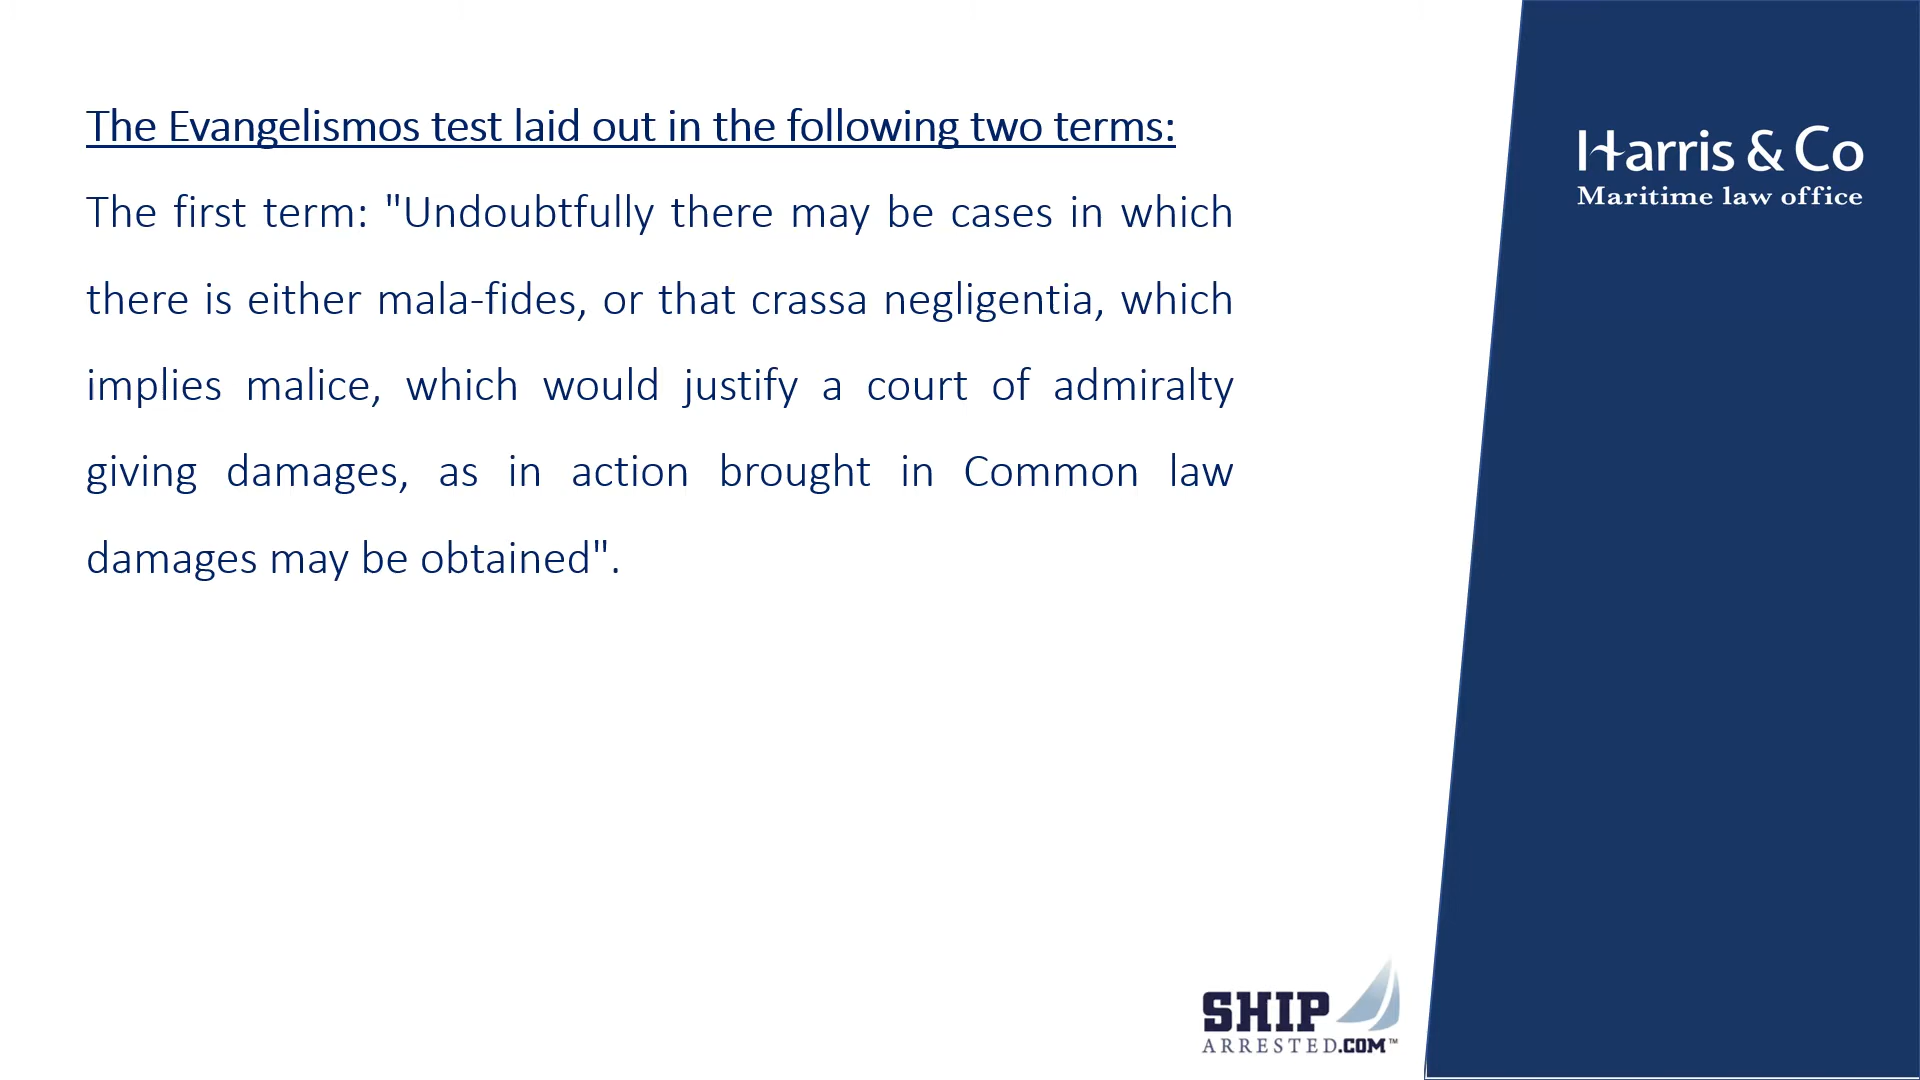 The Evangelismos test laid out in the following two terms:
The first term: "Undoubtfully there may be cases in which
there is either mala-fides, or that crassa negligentia, which
implies malice, which would justify a court of admiralty
giving damages, as in action brought in Common law
damages may be obtained".
Harris & Co
Maritime law office
SHIP
ARRESTED.COM™